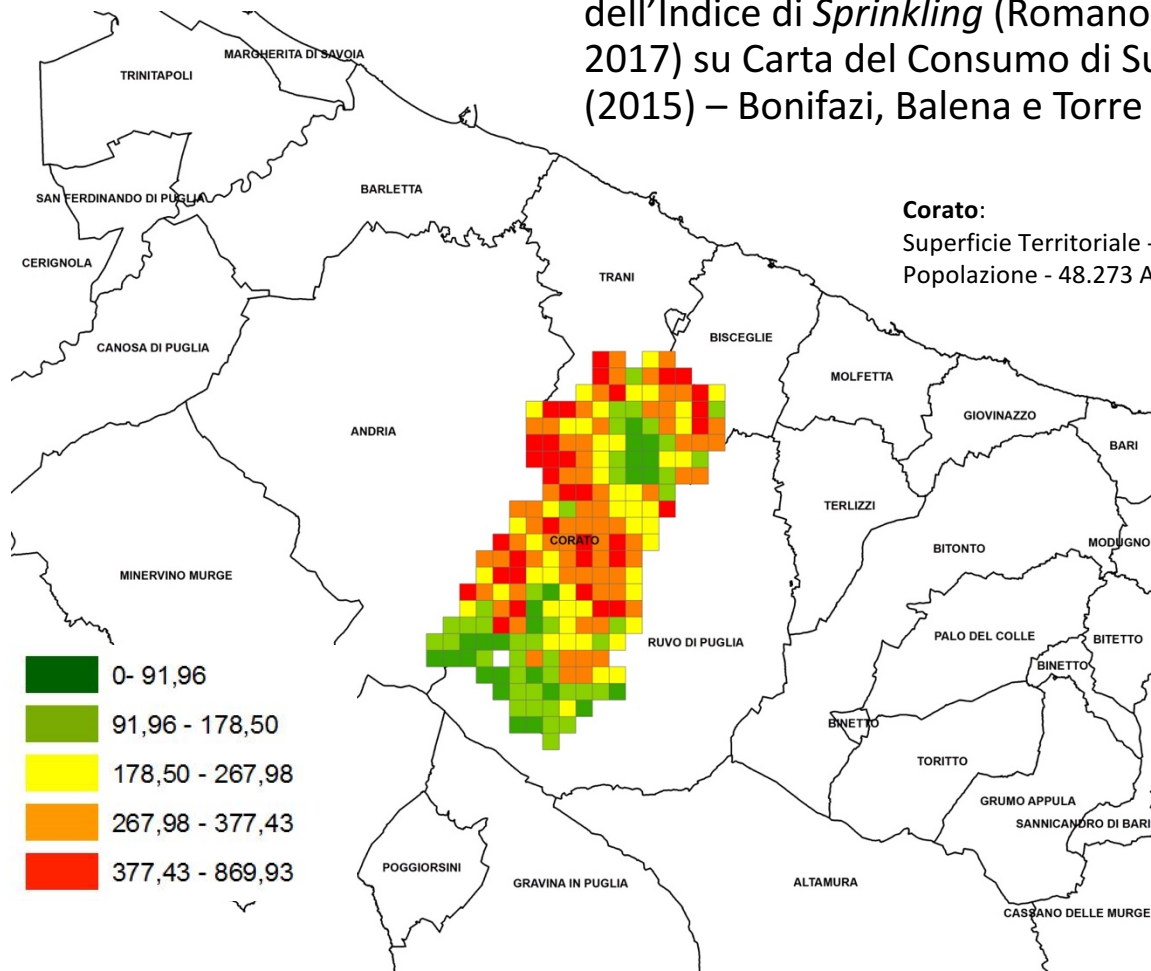 dell’Indice di Sprinkling (Romano
2017) su Carta del Consumo di Su
(2015) – Bonifazi, Balena e Torre
Corato:
Superficie Territoriale -
Popolazione - 48.273 A
MARGHERITA DI SAVOIA
TRINITAPOLI
BARLETTA
SAN FERDINANDO DI PUGLIA
CERIGNOLA
TRANI
BISCEGLIE
CANOSA DI PUGLIA
MOLFETTA
GIOVINAZZO
ANDRIA
BARI
TERLIZZI
CORATO
BITONTO
MODUGNO
MINERVINO MURGE
RUVO DI PUGLIA
PALO DEL COLLE
BITETTO
BINETTO
BINETTO
TORITTO
GRUMO APPULA
SANNICANDRO DI BARI
POGGIORSINI
GRAVINA IN PUGLIA
ALTAMURA
CASSANO DELLE MURGE
0- 91,96
91,96 - 178,50
178,50 - 267,98
267,98 - 377,43
377,43 - 869,93